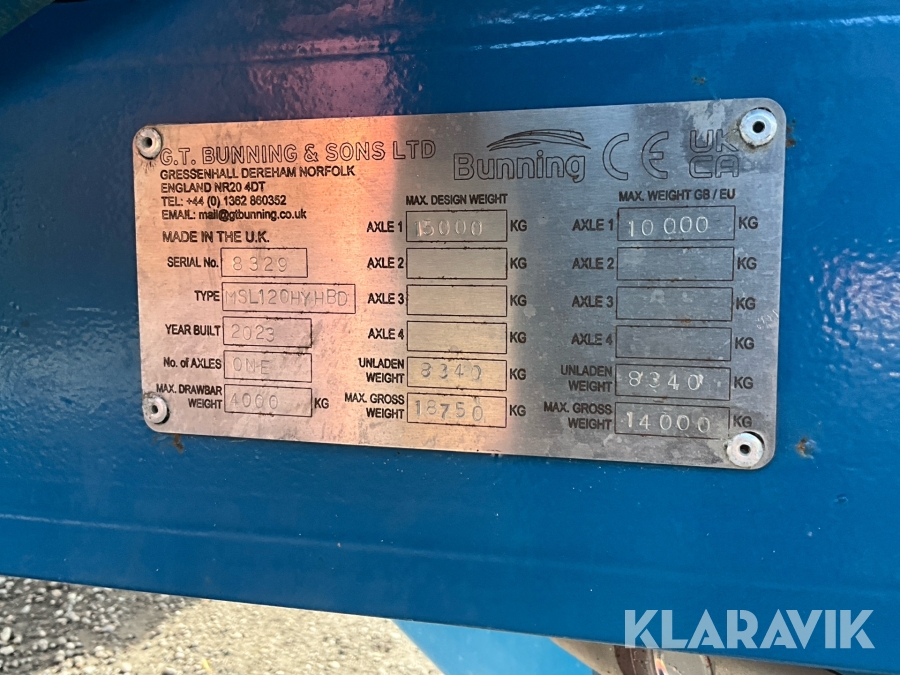 G.T. BUNNING & SONS LTD
GRESSENHALL DEREHAM NORFOLK
ENGLAND NR20 4DT
TEL: +44 (0) 1362 860352
EMAIL: mail@gtbunning.co.uk
MADE IN THE U.K.
SERIAL No. 8329
TYPE MSL120HYHBD
YEAR BUILT 2023
No. of AXLES ONE
MAX. DRAWBAR
WEIGHT 4000 KG
Bunning CE UK
CA
MAX. DESIGN WEIGHT
AXLE 1 15000 KG
AXLE 2 KG
AXLE 3 KG
AXLE 4 KG
UNLADEN
WEIGHT 8340 KG
MAX. GROSS
WEIGHT 18750 KG
MAX. WEIGHT GB / EU
AXLE 1 10000 KG
AXLE 2 KG
AXLE 3 KG
AXLE 4 KG
UNLADEN
WEIGHT 8340 KG
MAX. GROSS
WEIGHT 14000 KG
KLARAVIK